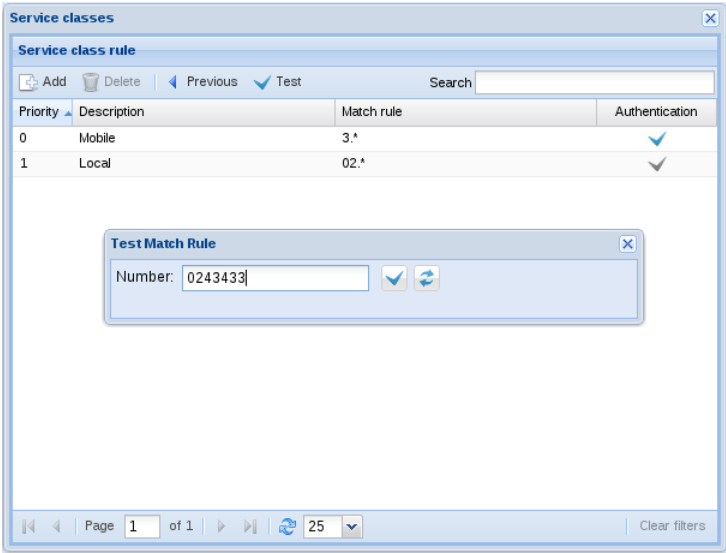 Service classes
Service class rule
Add Delete Previous Test Search
Priority Description Match rule Authentication
0 Mobile 3.*
1 Local 02.*
Test Match Rule
Number: 0243433
Page 1 of 1 25 Clear filters